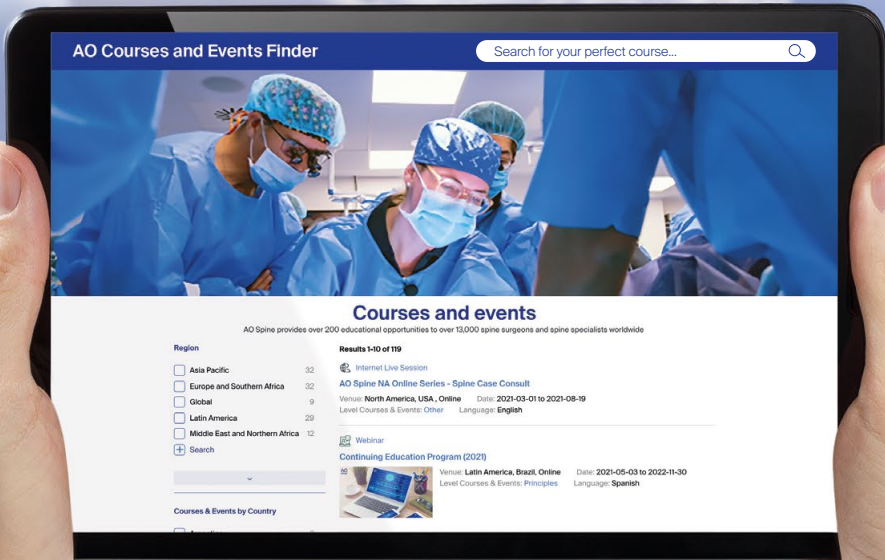 AO Courses and Events Finder
Search for your perfect course...
Courses and events
AO Spine provides over 200 educational opportunities to over 13,000 spine surgeons and spine specialists worldwide
Region
Asia Pacific 32
Europe and Southern Africa 32
Global 9
Latin America 29
Middle East and Northern Africa 12
Search
Courses & Events by Country
Results 1-10 of 119
Internet Live Session
AO Spine NA Online Series - Spine Case Consult
Venue: North America, USA , Online Date: 2021-03-01 to 2021-08-19
Level Courses & Events: Other Language: English
Webinar
Continuing Education Program (2021)
AO
Venue: Latin America, Brazil, Online Date: 2021-05-03 to 2022-11-30
Level Courses & Events: Principles Language: Spanish